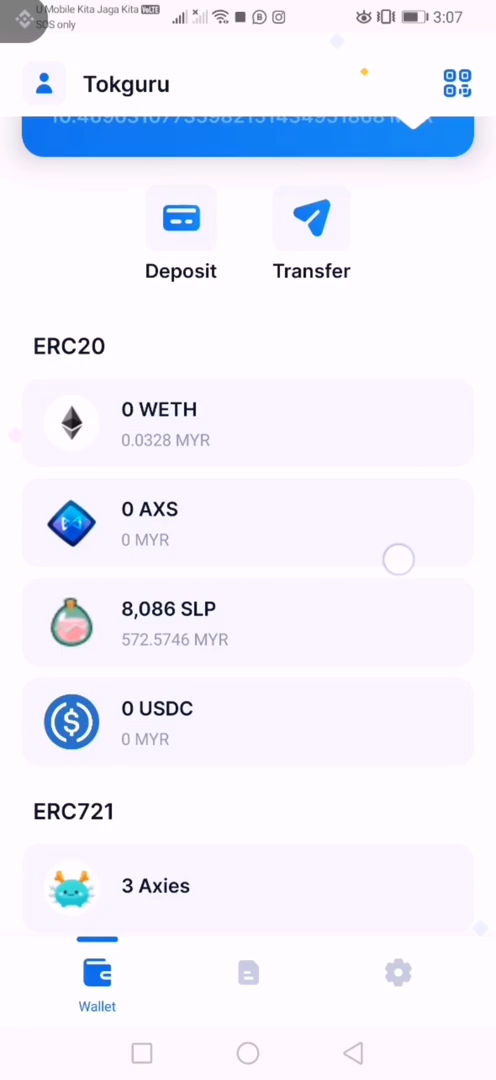 U Mobile Kita Jaga Kita VoLTE
SOS only
3:07
Tokguru
Deposit
Transfer
ERC20
0 WETH
0.0328 MYR
0 AXS
0 MYR
8,086 SLP
572.5746 MYR
0 USDC
0 MYR
ERC721
3 Axies
Wallet